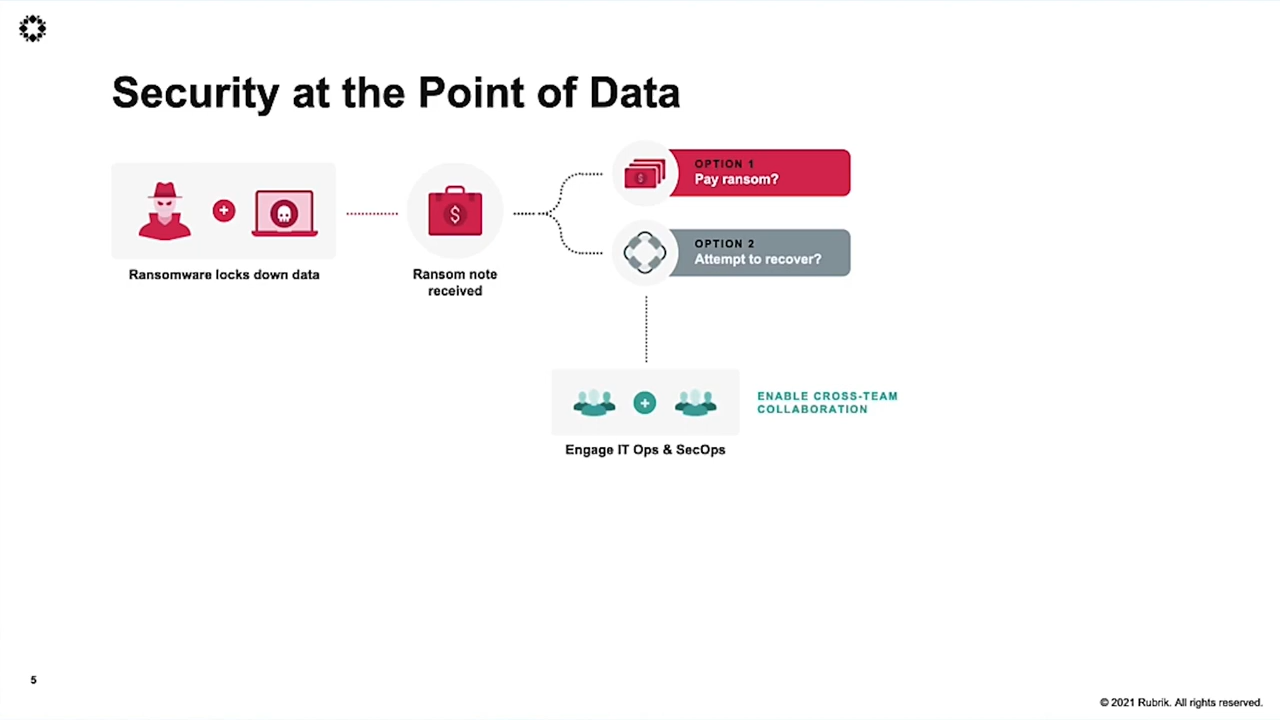 Security at the Point of Data
OPTION 1
Pay ransom?
$
$
OPTION 2
Attempt to recover?
Ransomware locks down data
Ransom note
received
ENABLE CROSS-TEAM
COLLABORATION
Engage IT Ops & SecOps
5
© 2021 Rubrik. All rights reserved.